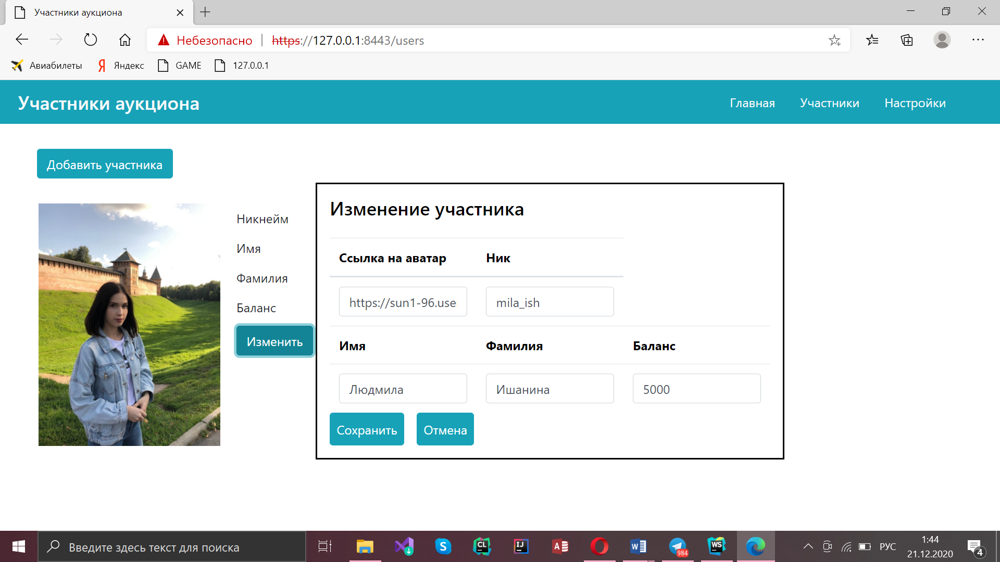 Участники аукциона
Небезопасно https://127.0.0.1:8443/users
Авиабилеты Яндекс GAME 127.0.0.1
Участники аукциона Главная Участники Настройки
Добавить участника
Никнейм
Имя
Фамилия
Баланс
Изменить
Изменение участника
Ссылка на аватар Ник
https://sun1-96.use mila_ish
Имя Фамилия Баланс
Людмила Ишанина 5000
Сохранить Отмена
Введите здесь текст для поиска
S CL IJ A W 984 WS
РУС
1:44
21.12.2020
4